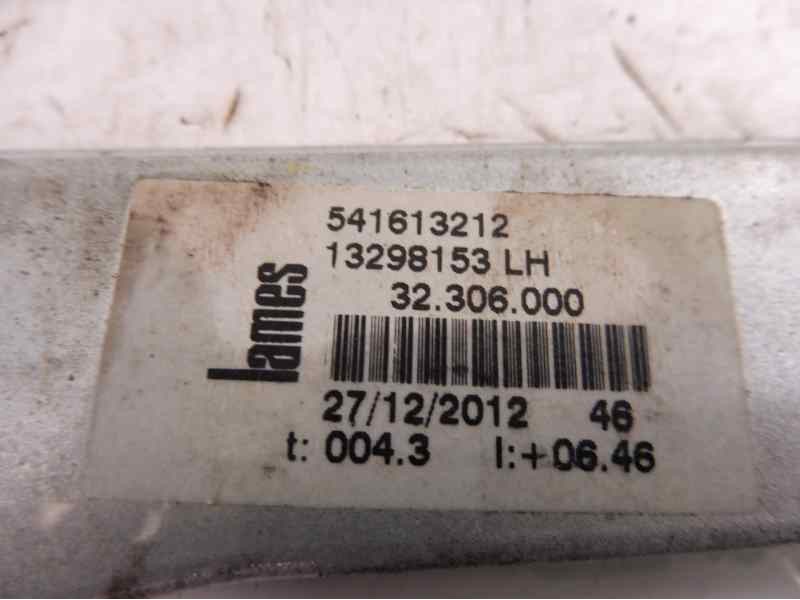 541613212
13298153 LH
32.306.000
lames
27/12/2012 46
t: 004.3 l:+06.46